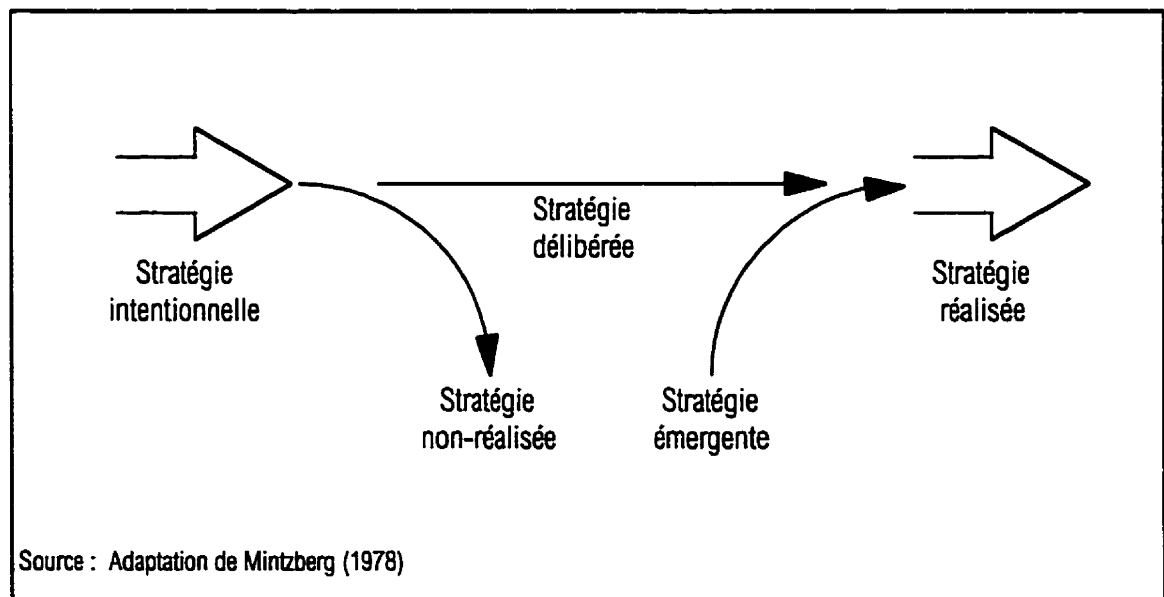 Stratégie
délibérée
Stratégie
intentionnelle
Stratégie
réalisée
Stratégie
non-réalisée
Stratégie
émergente
Source : Adaptation de Mintzberg (1978)